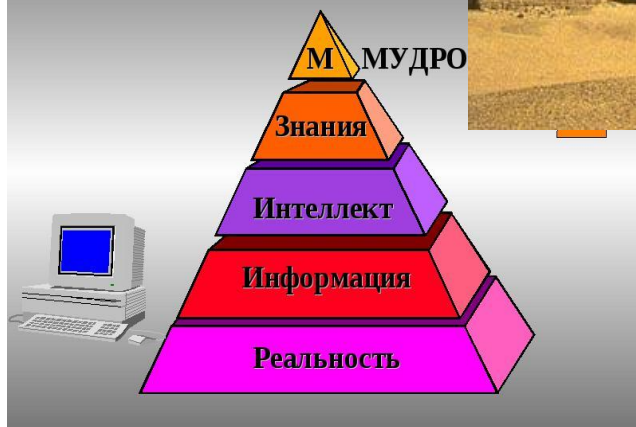 М МУДРО
Знания
Интеллект
Информация
Реальность